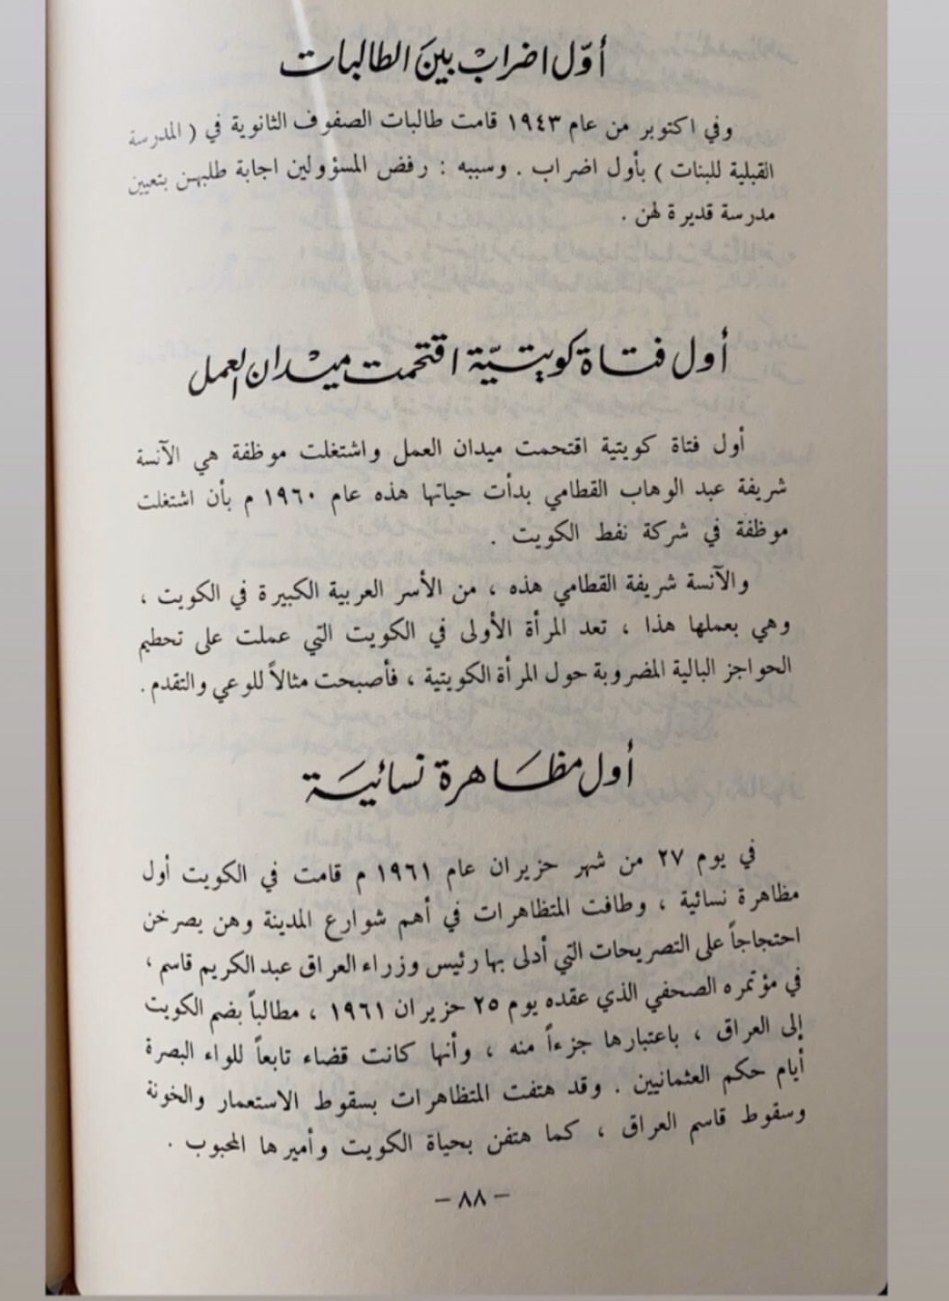 أوّل اضرابْ بينَ الطالبات
وفي اكتوبر من عام ١٩٤٣ قامت طالبات الصفوف الثانوية في ( المدرسة
القبلية للبنات ) بأول اضراب . وسببه : رفض المسؤولين اجابة طلبهن بتعيين
مدرسة قديرة لهن .
أول فتاة كويتيّة اقتحمت ميْدان العمل
أول فتاة كويتية اقتحمت ميدان العمل واشتغلت موظفة هي الآنسة
شريفة عبد الوهاب القطامي بدأت حياتها هذه عام ١٩٦٠ م بأن اشتغلت
موظفة في شركة نفط الكويت .
والآنسة شريفة القطامي هذه ، من الأسر العربية الكبيرة في الكويت ،
وهي بعملها هذا ، تعد المرأة الأولى في الكويت التي عملت على تحطيم
الحواجز البالية المضروبة حول المرأة الكويتية ، فأصبحت مثالاً للوعي والتقدم .
أول مظَاهرة نسائيَة
في يوم ٢٧ من شهر حزيران عام ١٩٦١ م قامت في الكويت أول
مظاهرة نسائية ، وطافت المتظاهرات في أهم شوارع المدينة وهن يصرخن
احتجاجاً على التصريحات التي أدلى بها رئيس وزراء العراق عبد الكريم قاسم ،
في مؤتمره الصحفي الذي عقده يوم ٢٥ حزيران ١٩٦١ ، مطالباً بضم الكويت
إلى العراق ، باعتبارها جزءاً منه ، وأنها كانت قضاء تابعاً للواء البصرة
أيام حكم العثمانيين . وقد هتفت المتظاهرات بسقوط الاستعمار والخونة
وسقوط قاسم العراق ، كما هتفن بحياة الكويت وأميرها المحبوب .
– ٨٨ –